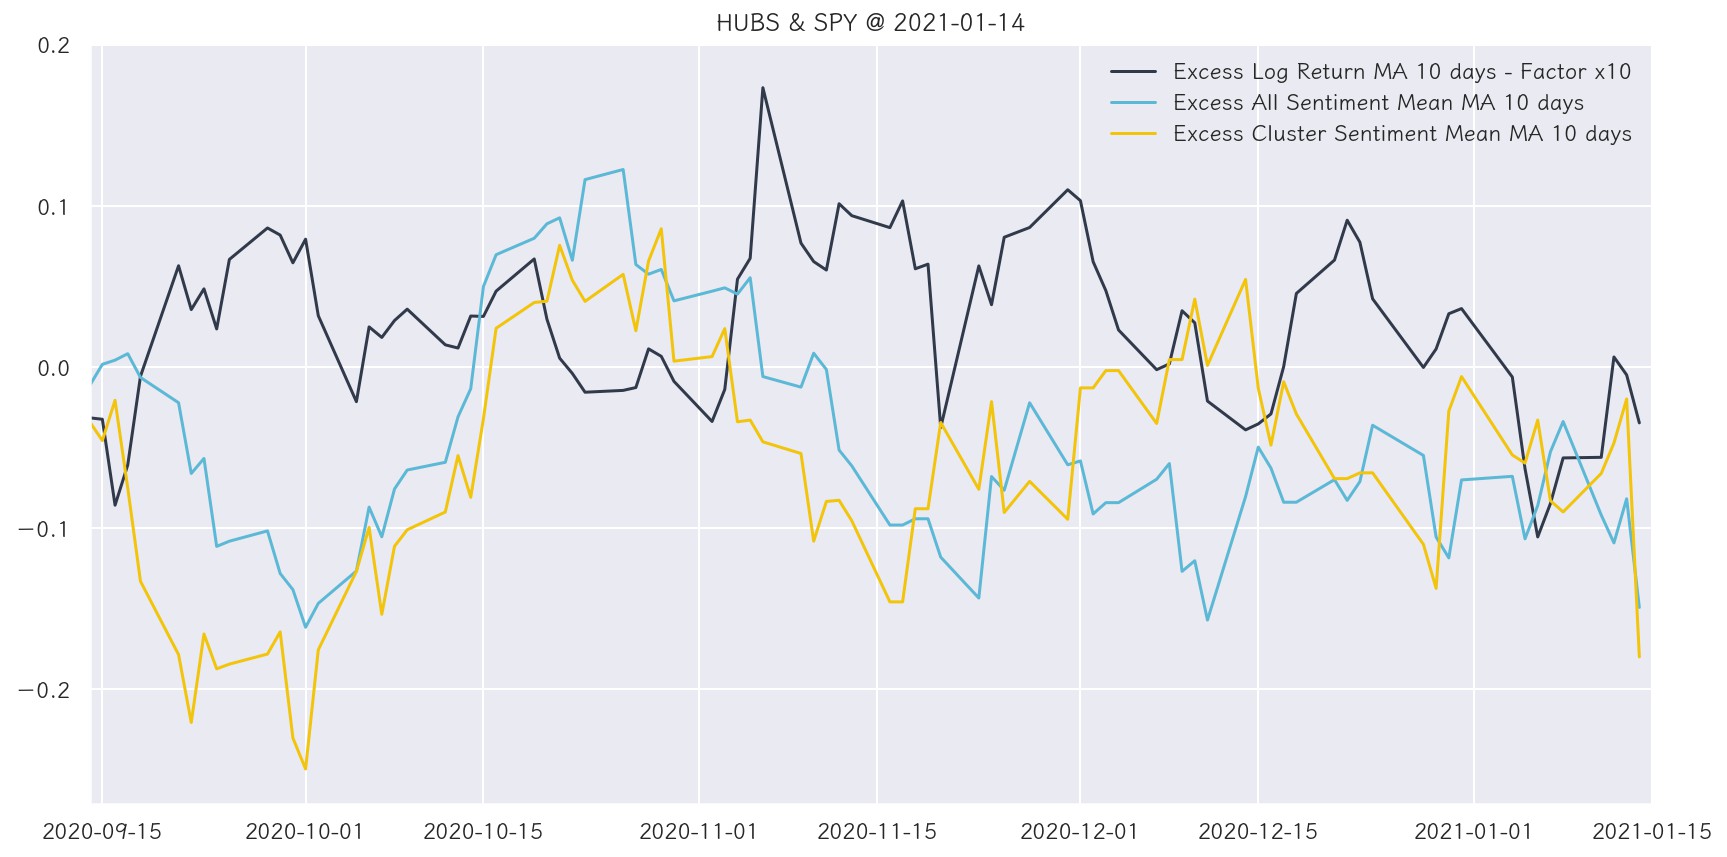 HUBS & SPY @ 2021-01-14
0.2
0.1
0.0
−0.1
−0.2
Excess Log Return MA 10 days - Factor x10
Excess All Sentiment Mean MA 10 days
Excess Cluster Sentiment Mean MA 10 days
2020-09-15 2020-10-01 2020-10-15 2020-11-01 2020-11-15 2020-12-01 2020-12-15 2021-01-01 2021-01-15